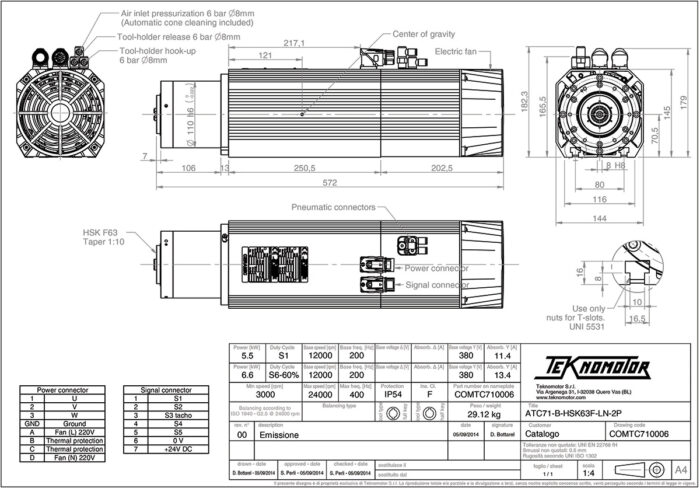 Air inlet pressurization 6 bar Ø8mm
(Automatic cone cleaning included)
Tool-holder release 6 bar Ø8mm
Tool-holder hook-up
6 bar Ø8mm
217,1
121
Center of gravity
Electric fan
Ø 110 h6
7
106
13
250,5
202,5
572
182,3
165,5
70,5
145
179
8 H8
80
116
144
Pneumatic connectors
HSK F63
Taper 1:10
Power connector
Signal connector
16
8
10
16,5
Use only
nuts for T-slots.
UNI 5531
Power [kW] Duty Cycle Base speed [rpm] Base freq. [Hz] Base voltage Δ [V] Absorb. Δ [A] Base voltage Y [V] Absorb. Y [A]
5.5 S1 12000 200 380 11.4
6.6 S6-60% 12000 200 380 13.4
Min speed [rpm] Max speed [rpm] Max freq. [Hz] Protection Ins. Cl. Part number on nameplate
3000 24000 400 IP54 F COMTC710006
Balancing according to
ISO 1940 - G2.5 @ 24000 rpm
Balancing type
tool type
full key
tool type
half key
Peso / weight
29.12 kg
rev. n° description date signature
00 Emissione 05/09/2014 D. Bottarel
drawn - date approved - date checked - date
D. Bottarel - 05/09/2014 S. Perli - 05/09/2014 S. Perli - 05/09/2014
sostituisce il
sostituito dal
TEKNOMOTOR
Teknomotor S.r.l.
Via Argenega 31, I-32038 Quero Vas (BL)
www.teknomotor.com
Title
ATC71-B-HSK63F-LN-2P
Customer
Catalogo
Drawing code
COMTC710006
Tolleranze non quotate: UNI EN 22768 fH
Smussi non quotati: 0.5 mm
Rugosità secondo UNI ISO 1302
foglio / sheet
1 / 1
scala
1:4
A4
Il presente disegno è di proprietà esclusiva di Teknomotor S.r.l.
Power connector
1 U
2 V
3 W
GND Ground
A Fan (L) 220V
B Thermal protection
C Thermal protection
D Fan (N) 220V
Signal connector
1 S1
2 S2
3 S3 tacho
4 S4
5 S5
6 0 V
7 +24V DC